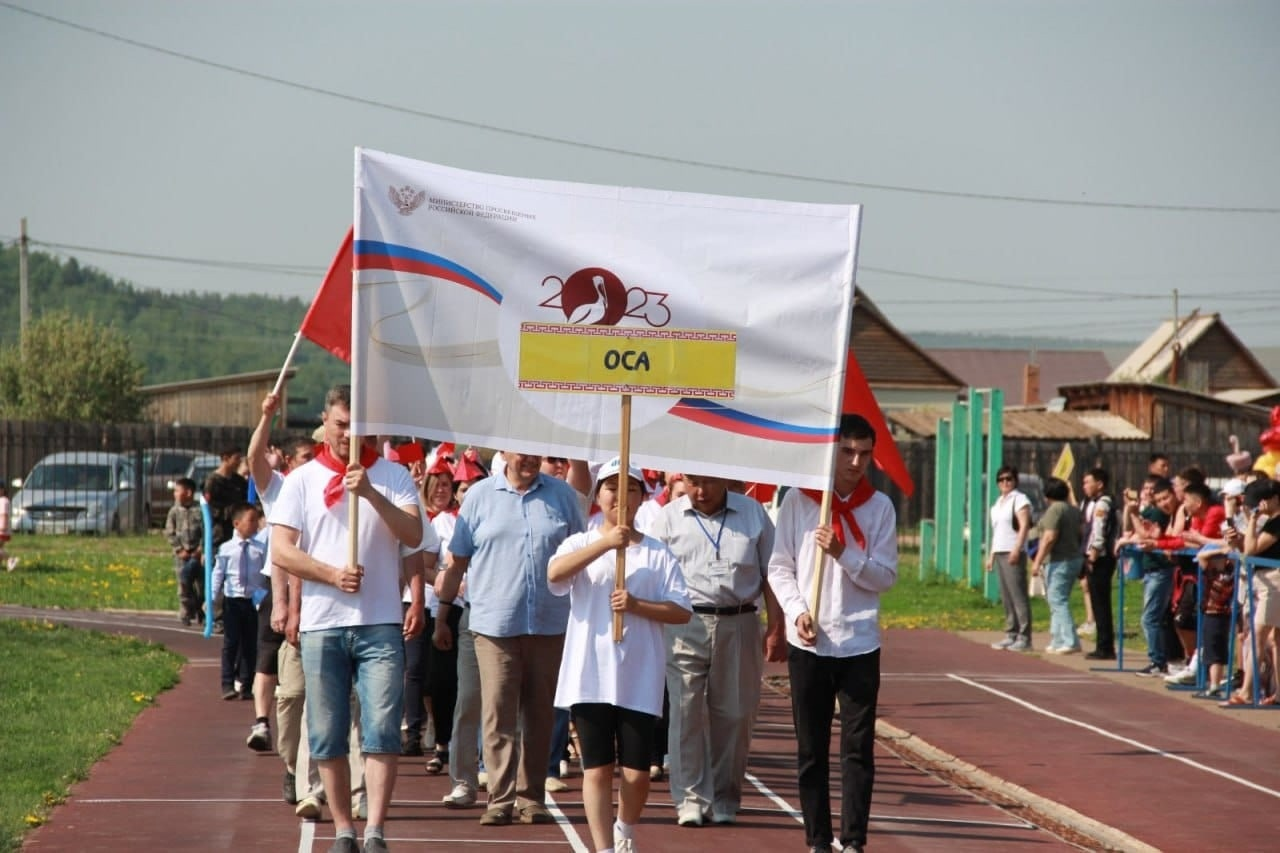 МИНИСТЕРСТВО ПРОСВЕЩЕНИЯ
РОССИЙСКОЙ ФЕДЕРАЦИИ
2023
ОСА